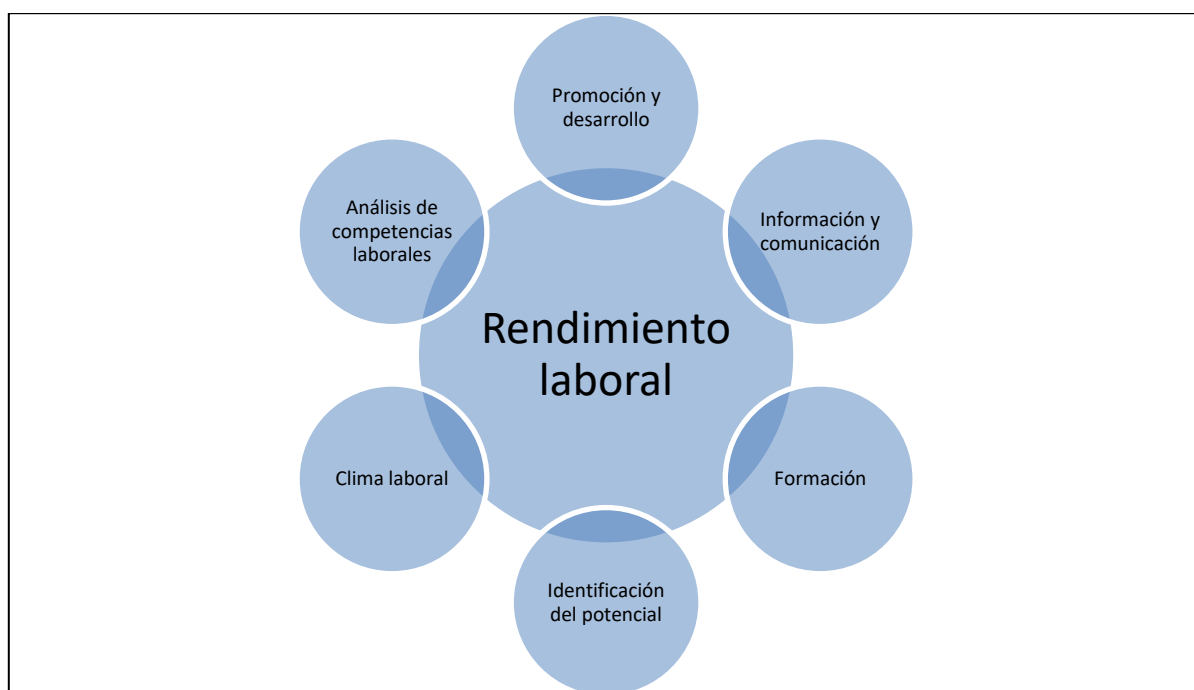 Promoción y
desarrollo
Análisis de
competencias
laborales
Información y
comunicación
Rendimiento
laboral
Clima laboral
Formación
Identificación
del potencial